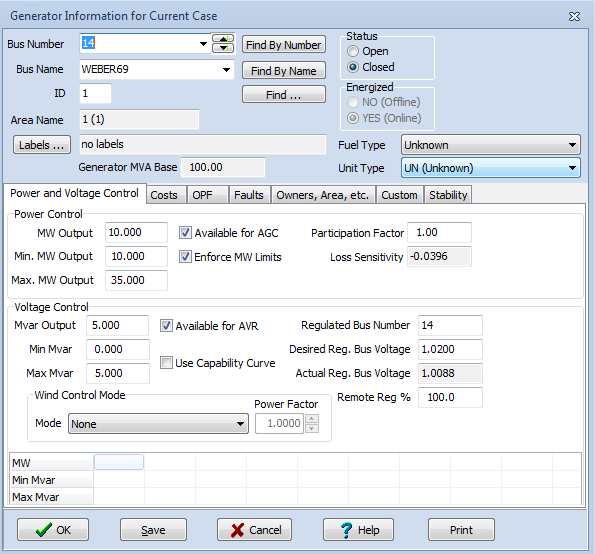 Generator Information for Current Case
Bus Number 14 Find By Number
Bus Name WEBER69 Find By Name
ID 1 Find ...
Status
Open
Closed
Energized
NO (Offline)
YES (Online)
Area Name 1 (1)
Labels ... no labels
Fuel Type Unknown
Generator MVA Base 100.00
Unit Type UN (Unknown)
Power and Voltage Control Costs OPF Faults Owners, Area, etc. Custom Stability
Power Control
MW Output 10.000 Available for AGC Participation Factor 1.00
Min. MW Output 10.000 Enforce MW Limits Loss Sensitivity -0.0396
Max. MW Output 35.000
Voltage Control
Mvar Output 5.000 Available for AVR Regulated Bus Number 14
Min Mvar 0.000 Desired Reg. Bus Voltage 1.0200
Max Mvar 5.000 Use Capability Curve Actual Reg. Bus Voltage 1.0088
Remote Reg % 100.0
Wind Control Mode
Power Factor
Mode None 1.0000
MW
Min Mvar
Max Mvar
OK Save Cancel ? Help Print